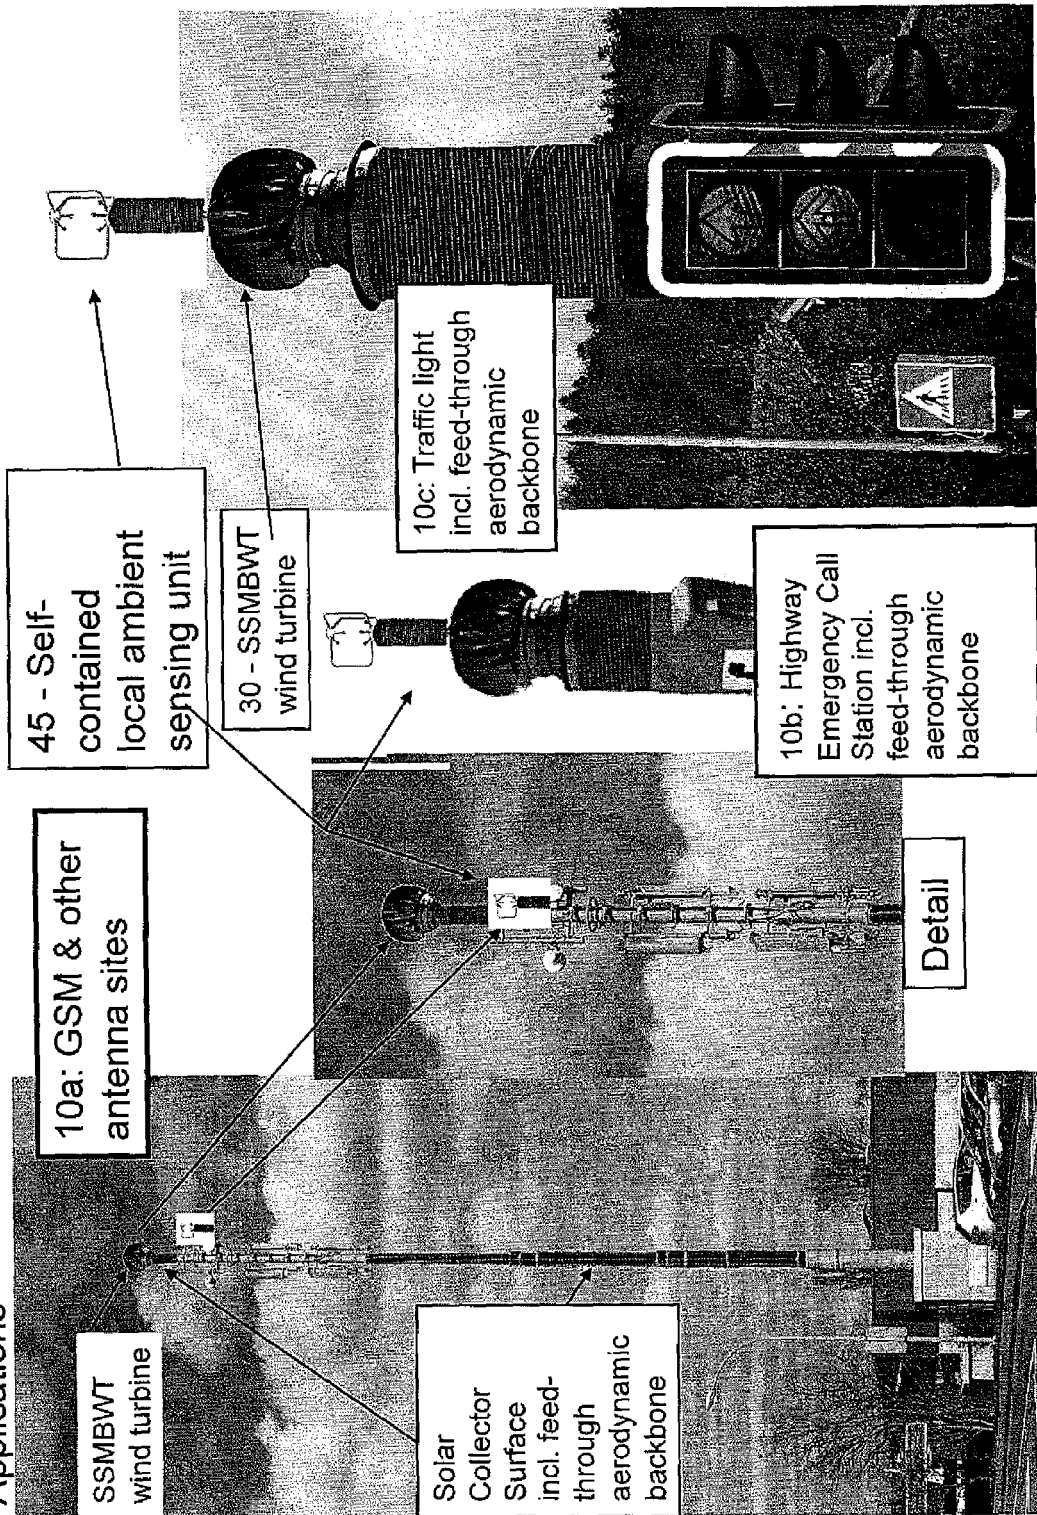 Applications
SSMBWT
wind turbine
Solar
Collector
Surface
incl. feed-
through
aerodynamic
backbone
10a: GSM & other
antenna sites
Detail
45 - Self-
contained
local ambient
sensing unit
30 - SSMBWT
wind turbine
10b: Highway
Emergency Call
Station incl.
feed-through
aerodynamic
backbone
10c: Traffic light
incl. feed-through
aerodynamic
backbone